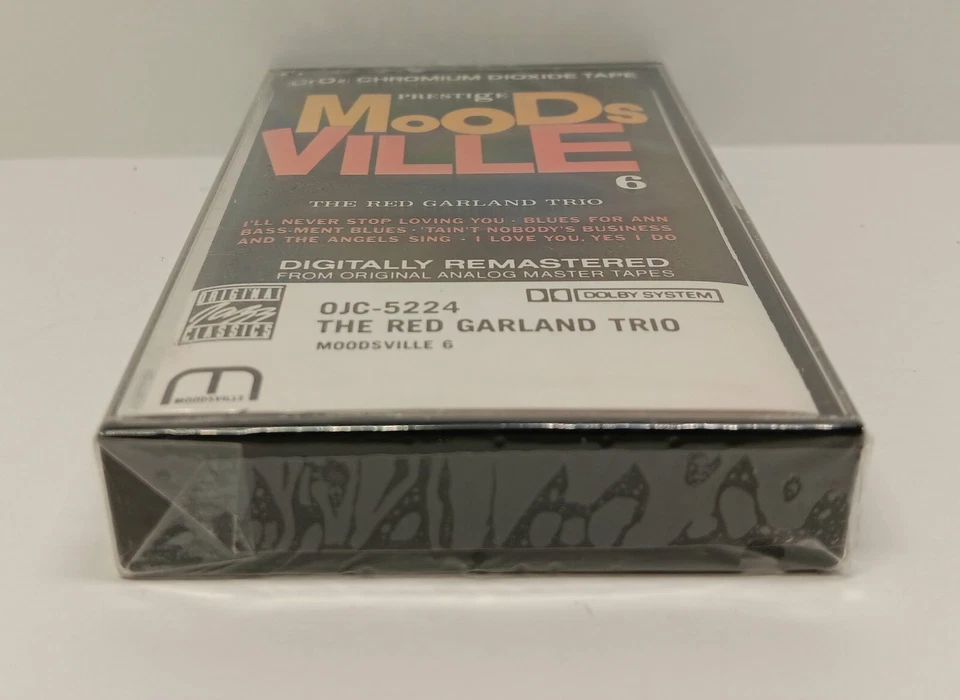 CrO2: CHROMIUM DIOXIDE TAPE
PRESTIgE
MooDs
VILLE
6
THE RED GARLAND TRIO
I'LL NEVER STOP LOVING YOU · BLUES FOR ANN
BASS-MENT BLUES · 'TAIN'T NOBODY'S BUSINESS
AND THE ANGELS SING · I LOVE YOU, YES I DO
DIGITALLY REMASTERED
FROM ORIGINAL ANALOG MASTER TAPES
ORIGINAL
Jazz
CLASSICS
OJC-5224
DOLBY SYSTEM
THE RED GARLAND TRIO
MOODSVILLE 6
m
MOODSVILLE